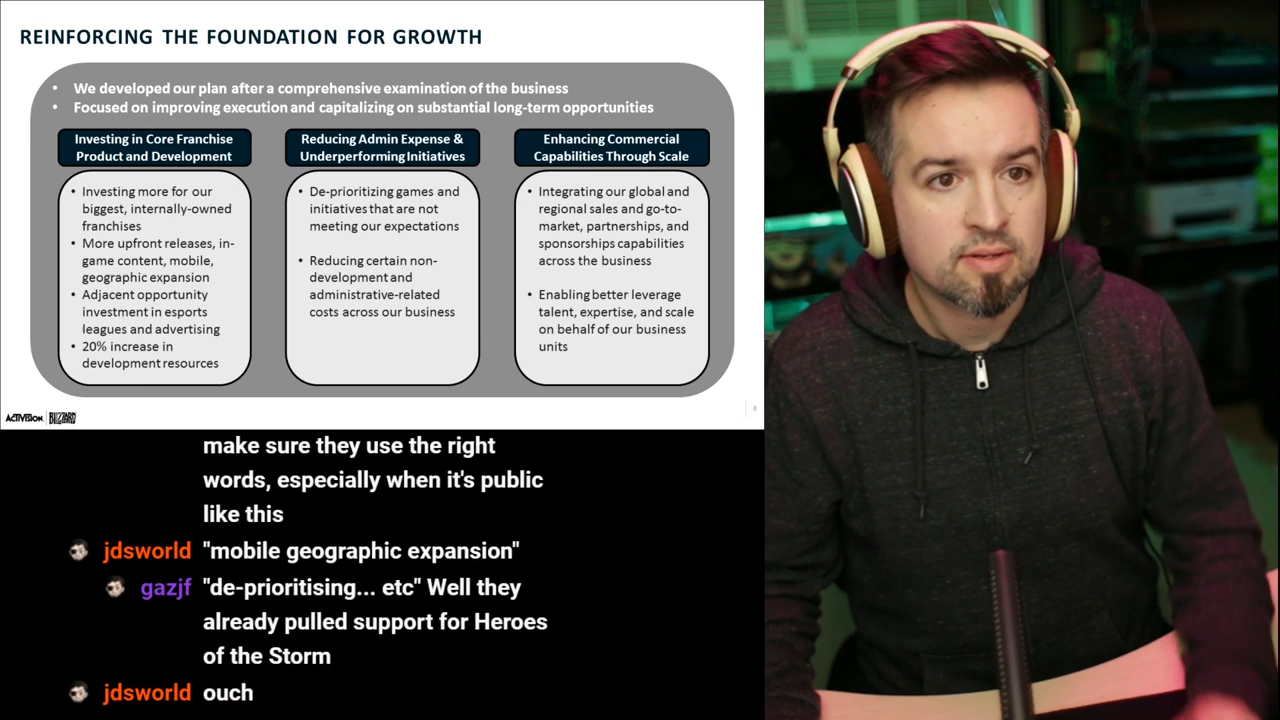 REINFORCING THE FOUNDATION FOR GROWTH
• We developed our plan after a comprehensive examination of the business
• Focused on improving execution and capitalizing on substantial long-term opportunities
Investing in Core Franchise
Product and Development
• Investing more for our
biggest, internally-owned
franchises
• More upfront releases, in-
game content, mobile,
geographic expansion
• Adjacent opportunity
investment in esports
leagues and advertising
• 20% increase in
development resources
Reducing Admin Expense &
Underperforming Initiatives
• De-prioritizing games and
initiatives that are not
meeting our expectations
• Reducing certain non-
development and
administrative-related
costs across our business
Enhancing Commercial
Capabilities Through Scale
• Integrating our global and
regional sales and go-to-
market, partnerships, and
sponsorships capabilities
across the business
• Enabling better leverage
talent, expertise, and scale
on behalf of our business
units
ACTIVISION BLIZZARD
8
make sure they use the right
words, especially when it's public
like this
jdsworld "mobile geographic expansion"
gazjf "de-prioritising... etc" Well they
already pulled support for Heroes
of the Storm
jdsworld ouch